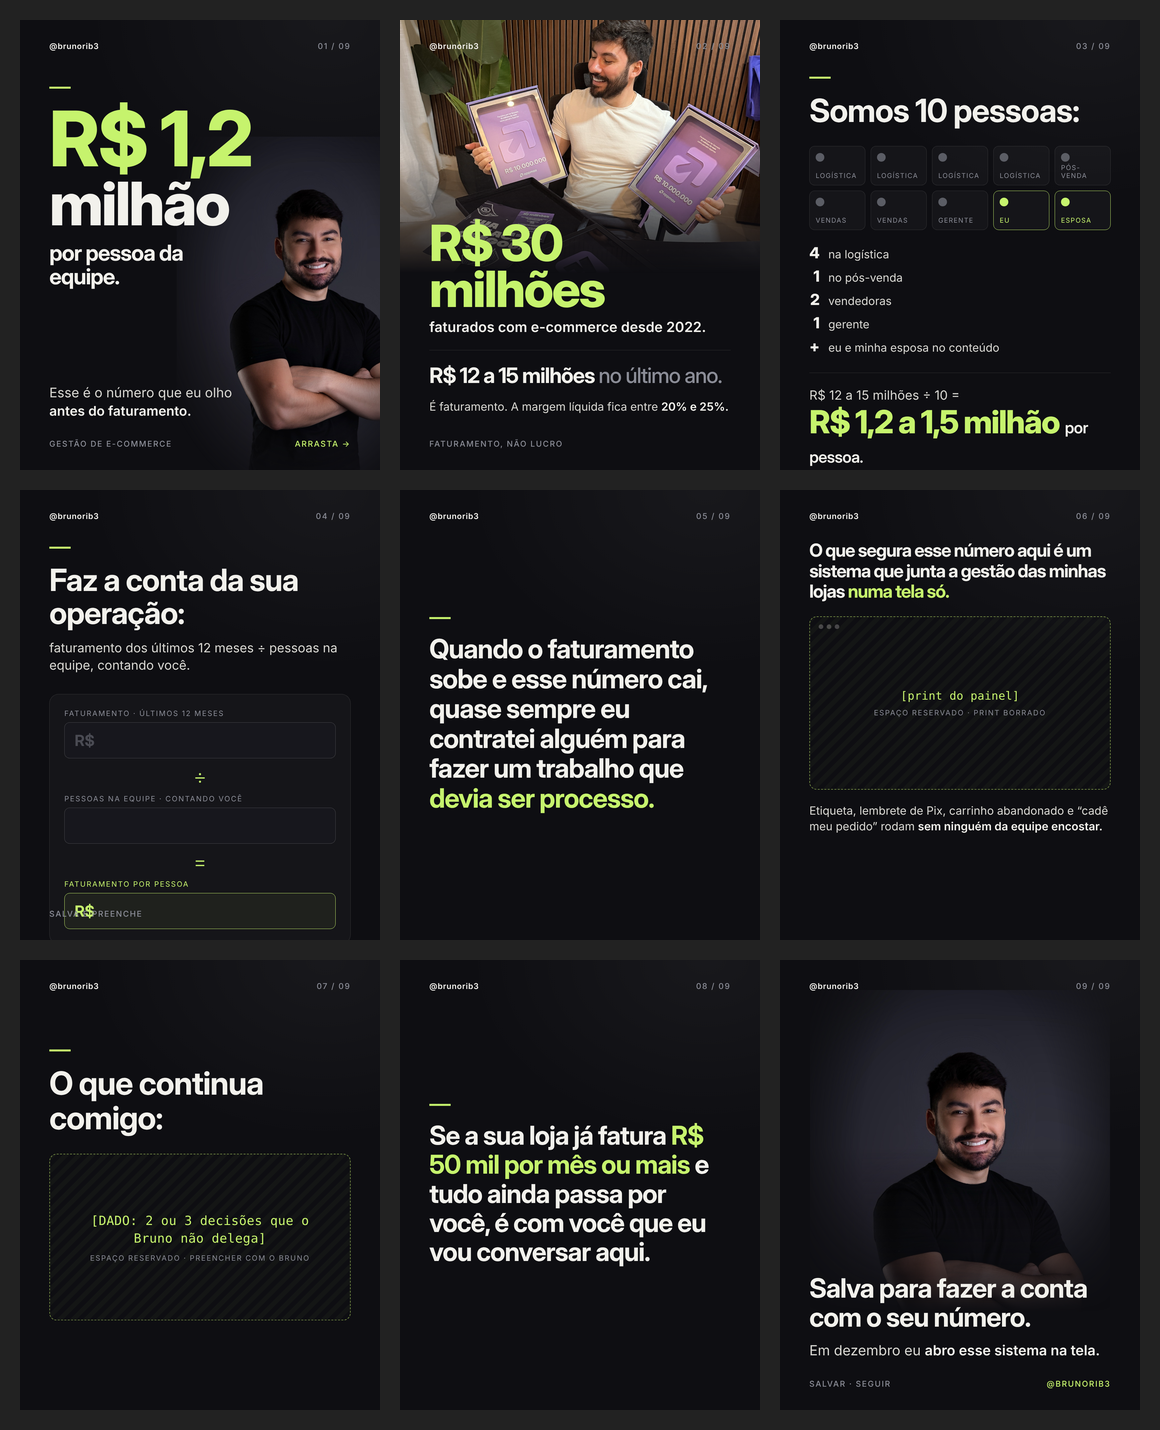 @brunorib3
01 / 09
R$ 1,2
milhão
por pessoa da
equipe.
Esse é o número que eu olho
antes do faturamento.
GESTÃO DE E-COMMERCE
ARRASTA →
@brunorib3
02 / 09
R$ 10.000.000
R$ 10.000.000
R$ 30
milhões
faturados com e-commerce desde 2022.
R$ 12 a 15 milhões no último ano.
É faturamento. A margem líquida fica entre 20% e 25%.
FATURAMENTO, NÃO LUCRO
@brunorib3
03 / 09
Somos 10 pessoas:
LOGÍSTICA
LOGÍSTICA
LOGÍSTICA
LOGÍSTICA
PÓS-
VENDA
VENDAS
VENDAS
GERENTE
EU
ESPOSA
4 na logística
1 no pós-venda
2 vendedoras
1 gerente
+ eu e minha esposa no conteúdo
R$ 12 a 15 milhões ÷ 10 =
R$ 1,2 a 1,5 milhão por
pessoa.
@brunorib3
04 / 09
Faz a conta da sua
operação:
faturamento dos últimos 12 meses ÷ pessoas na
equipe, contando você.
FATURAMENTO · ÚLTIMOS 12 MESES
R$
÷
PESSOAS NA EQUIPE · CONTANDO VOCÊ
=
FATURAMENTO POR PESSOA
R$
@brunorib3
05 / 09
Quando o faturamento
sobe e esse número cai,
quase sempre eu
contratei alguém para
fazer um trabalho que
devia ser processo.
@brunorib3
06 / 09
O que segura esse número aqui é um
sistema que junta a gestão das minhas
lojas numa tela só.
[print do painel]
ESPAÇO RESERVADO · PRINT BORRADO
Etiqueta, lembrete de Pix, carrinho abandonado e “cadê
meu pedido” rodam sem ninguém da equipe encostar.
@brunorib3
07 / 09
O que continua
comigo:
[DADO: 2 ou 3 decisões que o
Bruno não delega]
ESPAÇO RESERVADO · PREENCHER COM O BRUNO
@brunorib3
08 / 09
Se a sua loja já fatura R$
50 mil por mês ou mais e
tudo ainda passa por
você, é com você que eu
vou conversar aqui.
@brunorib3
09 / 09
Salva para fazer a conta
com o seu número.
Em dezembro eu abro esse sistema na tela.
SALVAR · SEGUIR
@BRUNORIB3